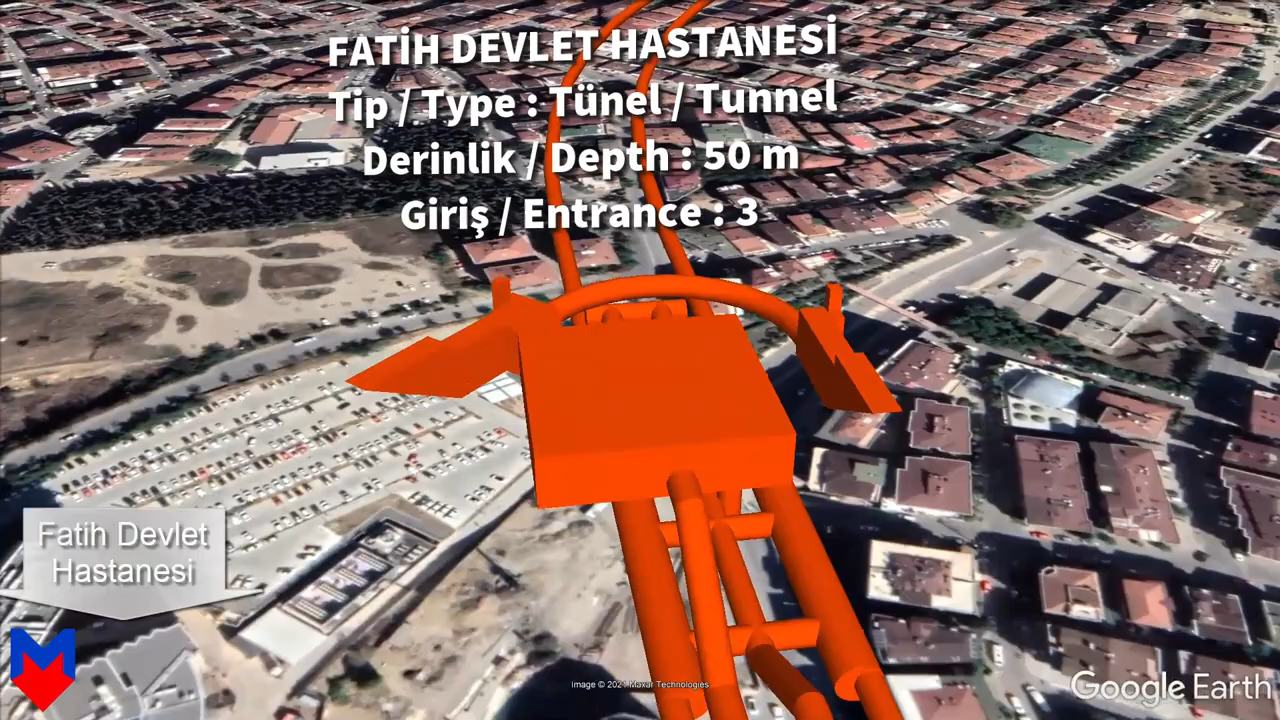 FATİH DEVLET HASTANESİ
Tip / Type : Tünel / Tunnel
Derinlik / Depth : 50 m
Giriş / Entrance : 3
Fatih Devlet
Hastanesi
Image © 2021 Maxar Technologies
Google Earth